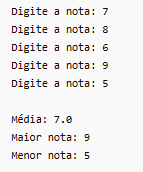 Digite a nota: 7
Digite a nota: 8
Digite a nota: 6
Digite a nota: 9
Digite a nota: 5
Média: 7.0
Maior nota: 9
Menor nota: 5